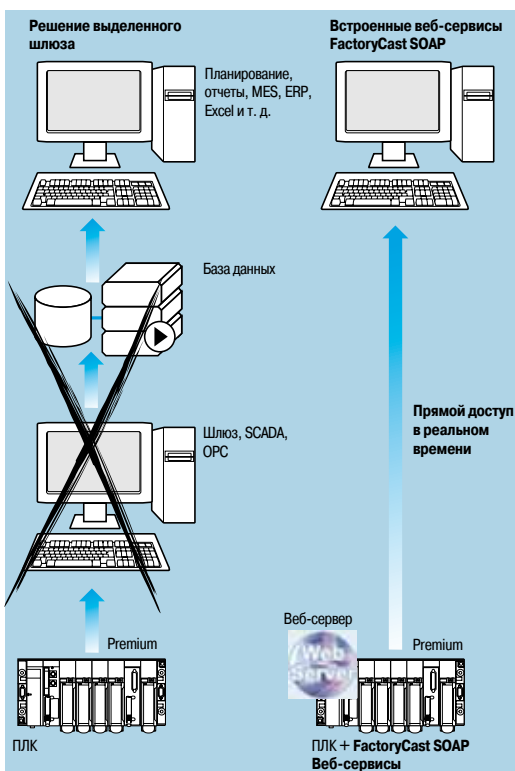 Решение выделенного
шлюза
Встроенные веб-сервисы
FactoryCast SOAP
Планирование,
отчеты, MES, ERP,
Excel и т. д.
База данных
Шлюз, SCADA,
OPC
Прямой доступ
в реальном
времени
Веб-сервер
Web
Server
Premium
Premium
ПЛК
ПЛК + FactoryCast SOAP
Веб-сервисы